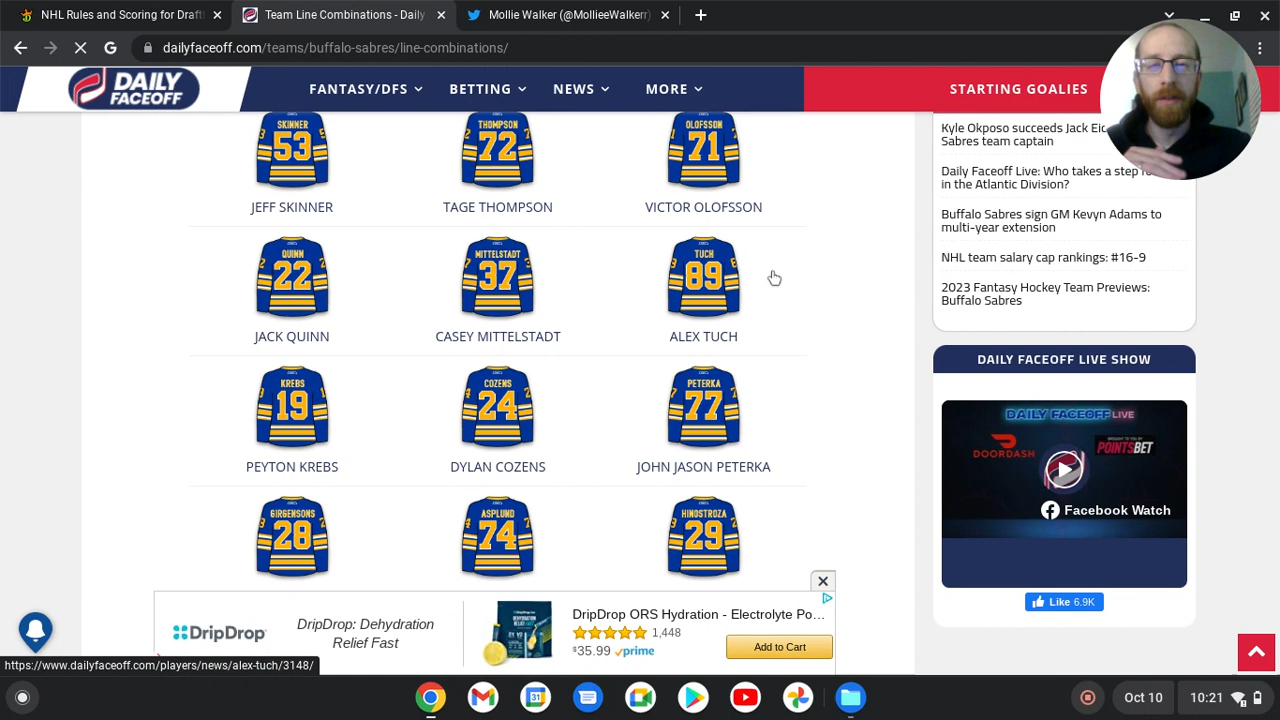 NHL Rules and Scoring for Draft
Team Line Combinations - Daily
Mollie Walker (@MollieeWalkerr)
dailyfaceoff.com/teams/buffalo-sabres/line-combinations/
DAILY
FACEOFF
FANTASY/DFS
BETTING
NEWS
MORE
STARTING GOALIES
SKINNER
53
THOMPSON
72
OLOFSSON
71
JEFF SKINNER
TAGE THOMPSON
VICTOR OLOFSSON
QUINN
22
MITTELSTADT
37
TUCH
89
JACK QUINN
CASEY MITTELSTADT
ALEX TUCH
KREBS
19
COZENS
24
PETERKA
77
PEYTON KREBS
DYLAN COZENS
JOHN JASON PETERKA
GIRGENSONS
28
ASPLUND
74
HINOSTROZA
29
Kyle Okposo succeeds Jack
Sabres team captain
Daily Faceoff Live: Who takes a step
in the Atlantic Division?
Buffalo Sabres sign GM Kevyn Adams to
multi-year extension
NHL team salary cap rankings: #16-9
2023 Fantasy Hockey Team Previews:
Buffalo Sabres
DAILY FACEOFF LIVE SHOW
DAILY FACEOFF LIVE
DOORDASH
BROUGHT TO YOU BY
POINTSBET
Facebook Watch
Like 6.9K
DripDrop
DripDrop: Dehydration
Relief Fast
DripDrop ORS Hydration - Electrolyte Po...
1,448
$35.99 prime
Add to Cart
https://www.dailyfaceoff.com/players/news/alex-tuch/3148/
31
Oct 10
10:21